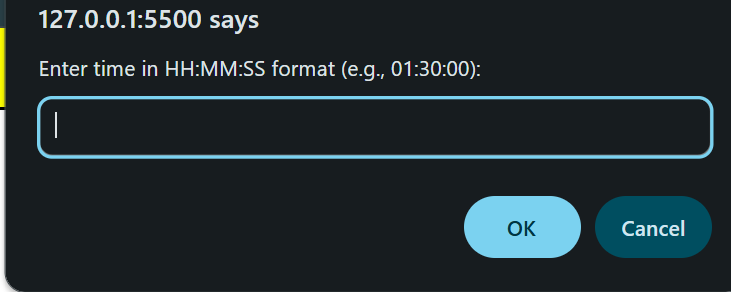 127.0.0.1:5500 says
Enter time in HH:MM:SS format (e.g., 01:30:00):
OK
Cancel